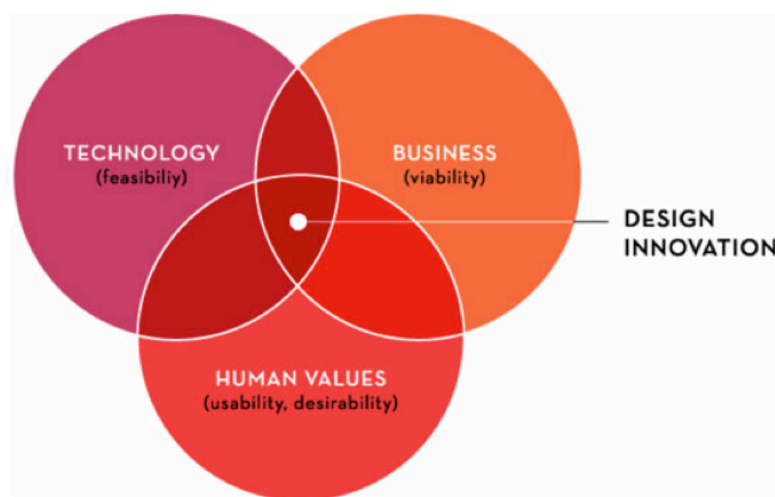 TECHNOLOGY
(feasibiliy)
BUSINESS
(viability)
DESIGN
INNOVATION
HUMAN VALUES
(usability, desirability)